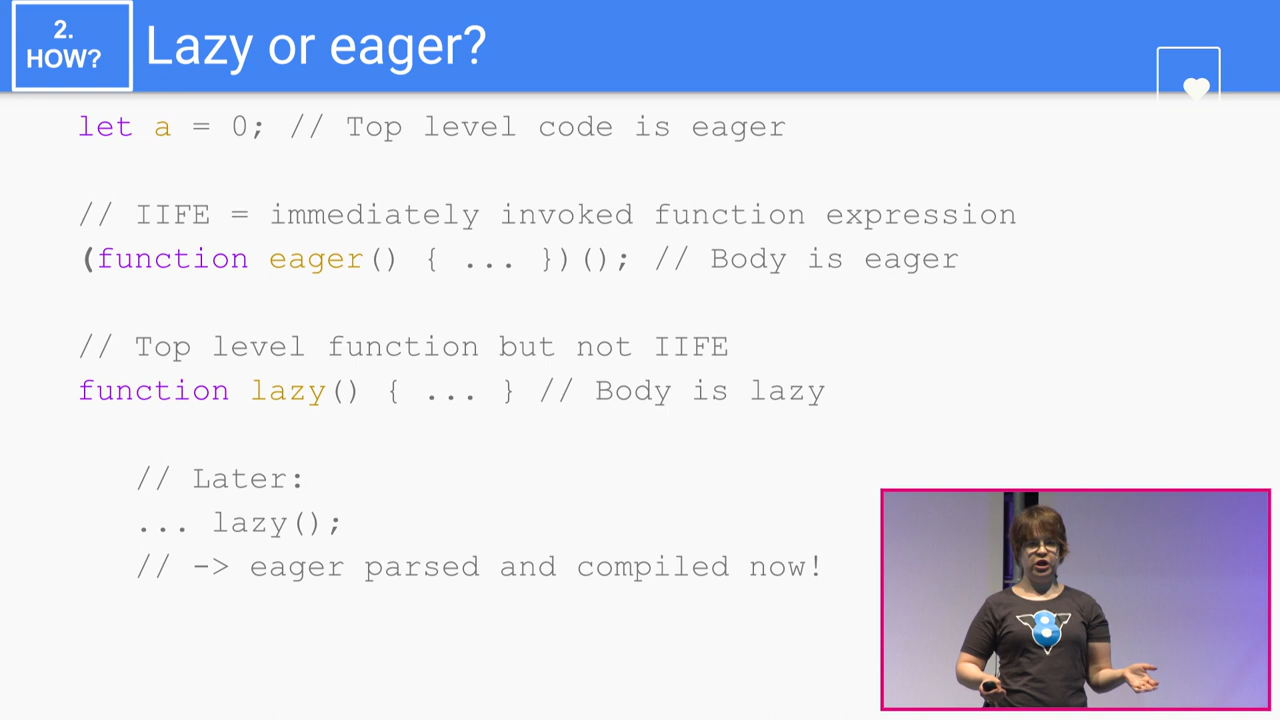 2.
HOW?
Lazy or eager?
let a = 0; // Top level code is eager
// IIFE = immediately invoked function expression
(function eager() { ... })(); // Body is eager
// Top level function but not IIFE
function lazy() { ... } // Body is lazy
// Later:
... lazy();
// -> eager parsed and compiled now!
8